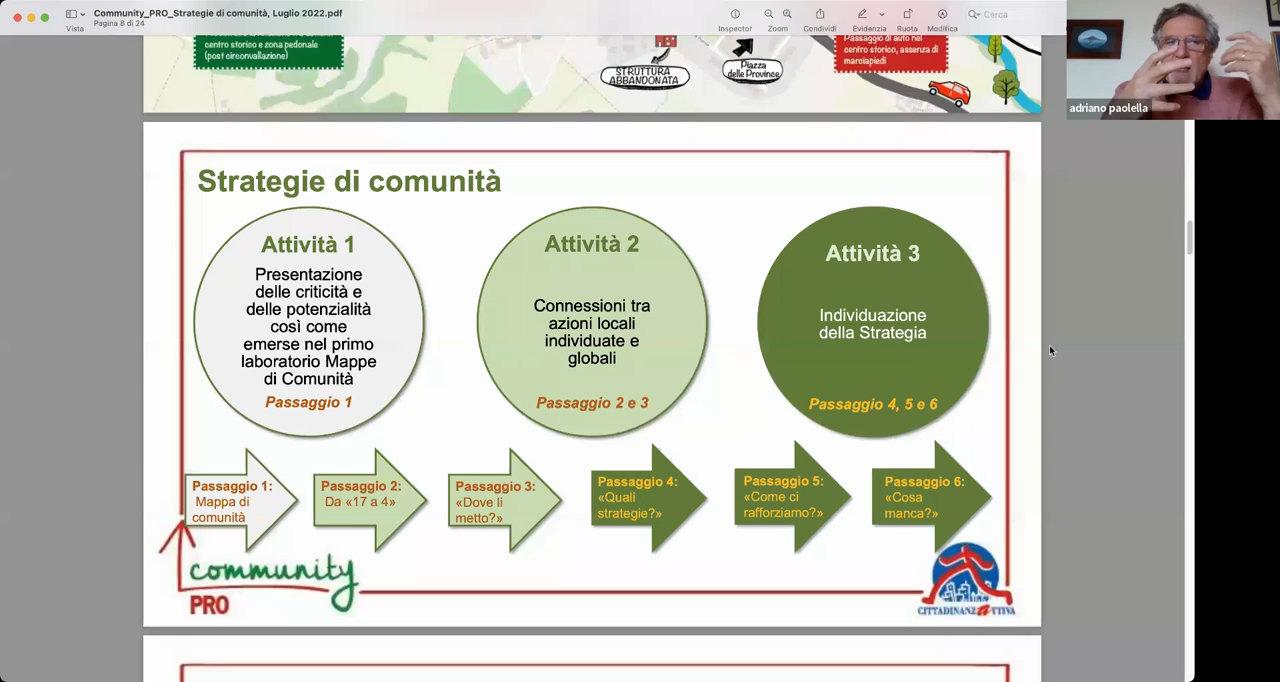 Community_PRO_Strategie di comunità, Luglio 2022.pdf
Pagina 8 di 24
Vista
Inspector
Zoom
Condividi
Evidenzia
Ruota
Modifica
Cerca
adriano paolella
centro storico e zona pedonale
(post circonvallazione)
STRUTTURA
ABBANDONATA
Piazza
delle Province
Passaggio di auto nel
centro storico, assenza di
marciapiedi
Strategie di comunità
Attività 1
Presentazione
delle criticità e
delle potenzialità
così come
emerse nel primo
laboratorio Mappe
di Comunità
Passaggio 1
Attività 2
Connessioni tra
azioni locali
individuate e
globali
Passaggio 2 e 3
Attività 3
Individuazione
della Strategia
Passaggio 4, 5 e 6
Passaggio 1:
Mappa di
comunità
Passaggio 2:
Da «17 a 4»
Passaggio 3:
«Dove li
metto?»
Passaggio 4:
«Quali
strategie?»
Passaggio 5:
«Come ci
rafforziamo?»
Passaggio 6:
«Cosa
manca?»
community
PRO
CITTADINANZATTIVA